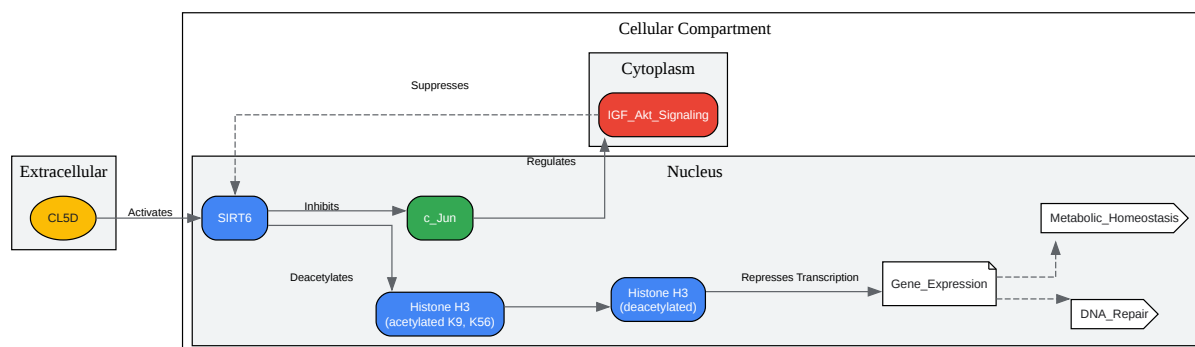 Cellular Compartment
Cytoplasm
Suppresses
IGF_Akt_Signaling
Regulates
Extracellular
Nucleus
CL5D
Activates
SIRT6
Inhibits
c_Jun
Metabolic_Homeostasis
Deacetylates
Histone H3
(acetylated K9, K56)
Histone H3
(deacetylated)
Represses Transcription
Gene_Expression
DNA_Repair